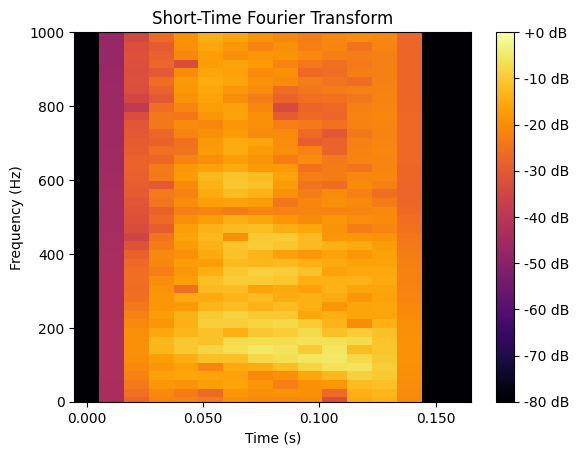 Short-Time Fourier Transform
1000
800
600
400
200
0
Frequency (Hz)
0.000
0.050
0.100
0.150
Time (s)
+0 dB
-10 dB
-20 dB
-30 dB
-40 dB
-50 dB
-60 dB
-70 dB
-80 dB